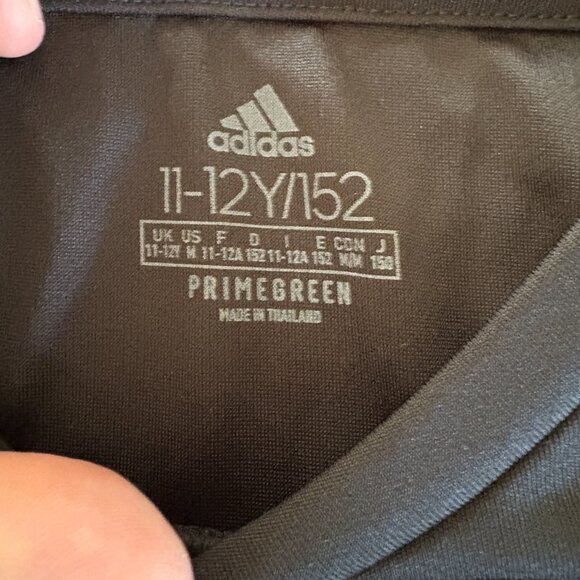 adidas
11-12Y/152
UK US F D I E CDN J
11-12Y M 11-12A 152 11-12A 152 M/M 150
PRIMEGREEN
MADE IN THAILAND